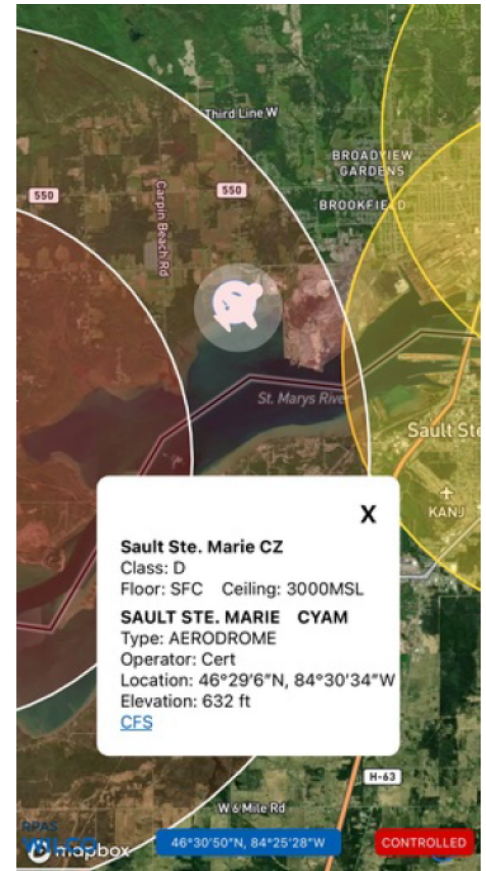 Third Line W
BROADVIEW
GARDENS
550
550
BROOKFIELD
Carpin Beach Rd
St. Marys River
Sault Ste
KANJ
X
Sault Ste. Marie CZ
Class: D
Floor: SFC Ceiling: 3000MSL
SAULT STE. MARIE CYAM
Type: AERODROME
Operator: Cert
Location: 46°29′6″N, 84°30′34″W
Elevation: 632 ft
CFS
H-63
W 6 Mile Rd
RPAS
WILCO
mapbox
46°30′50″N, 84°25′28″W
CONTROLLED